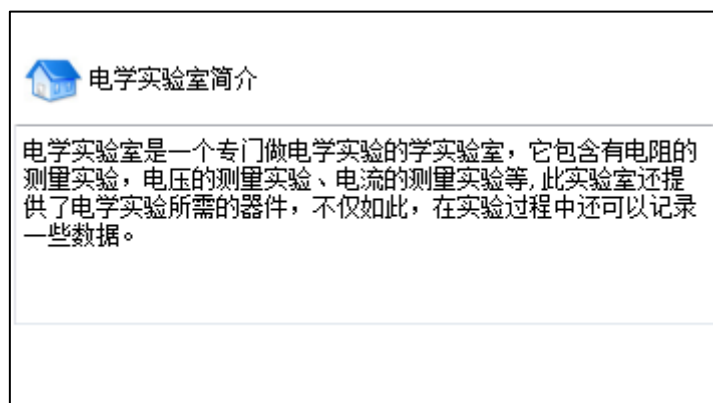 电学实验室简介
电学实验室是一个专门做电学实验的学实验室，它包含有电阻的
测量实验，电压的测量实验、电流的测量实验等,此实验室还提
供了电学实验所需的器件，不仅如此，在实验过程中还可以记录
一些数据。